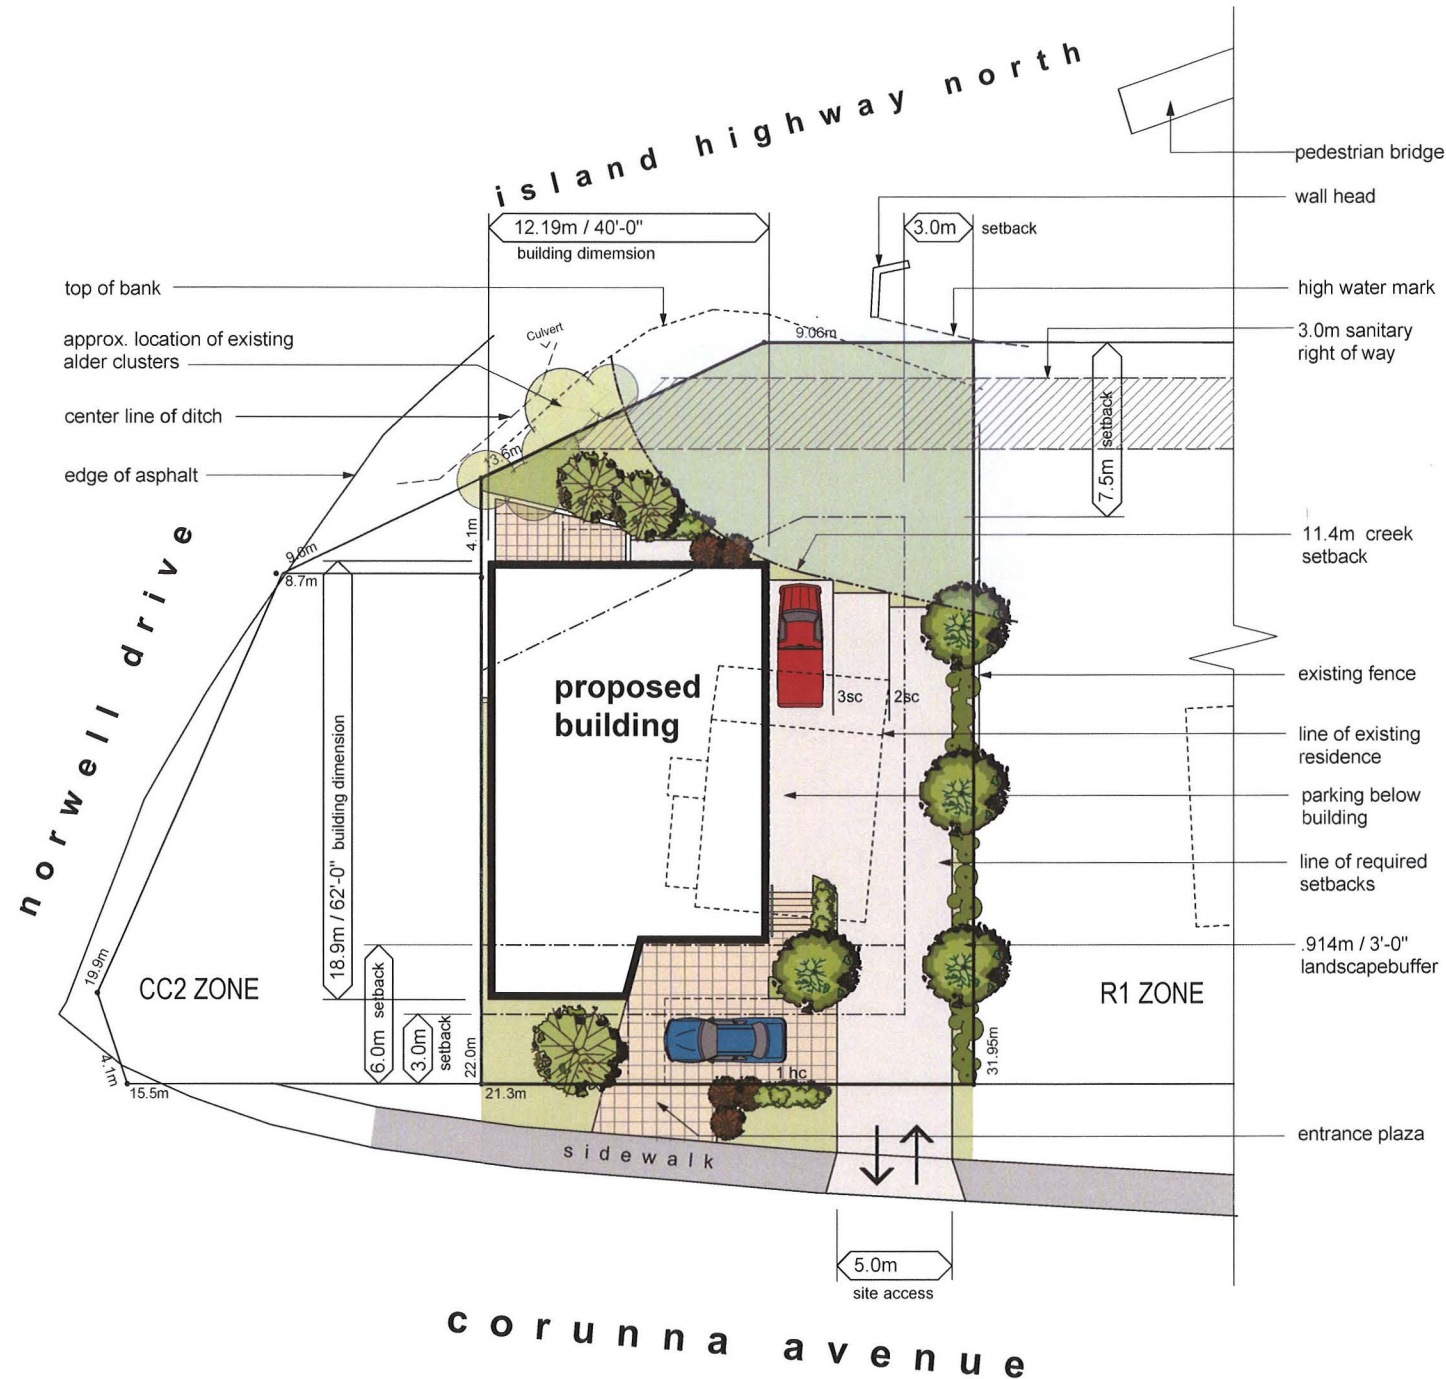 island highway north
pedestrian bridge
wall head
12.19m / 40'-0"
building dimemsion
3.0m
setback
top of bank
high water mark
Culvert
9.06m
3.0m sanitary
right of way
approx. location of existing
alder clusters
center line of ditch
7.5m setback
13.6m
edge of asphalt
norwell drive
4.1m
11.4m creek
setback
9.6m
8.7m
proposed
building
3sc
2sc
existing fence
line of existing
residence
18.9m / 62'-0" building dimension
parking below
building
line of required
setbacks
19.9m
CC2 ZONE
6.0m setback
3.0m
setback
.914m / 3'-0"
landscapebuffer
R1 ZONE
22.0m
31.95m
4.1m
15.5m
21.3m
1 hc
entrance plaza
sidewalk
5.0m
site access
corunna avenue